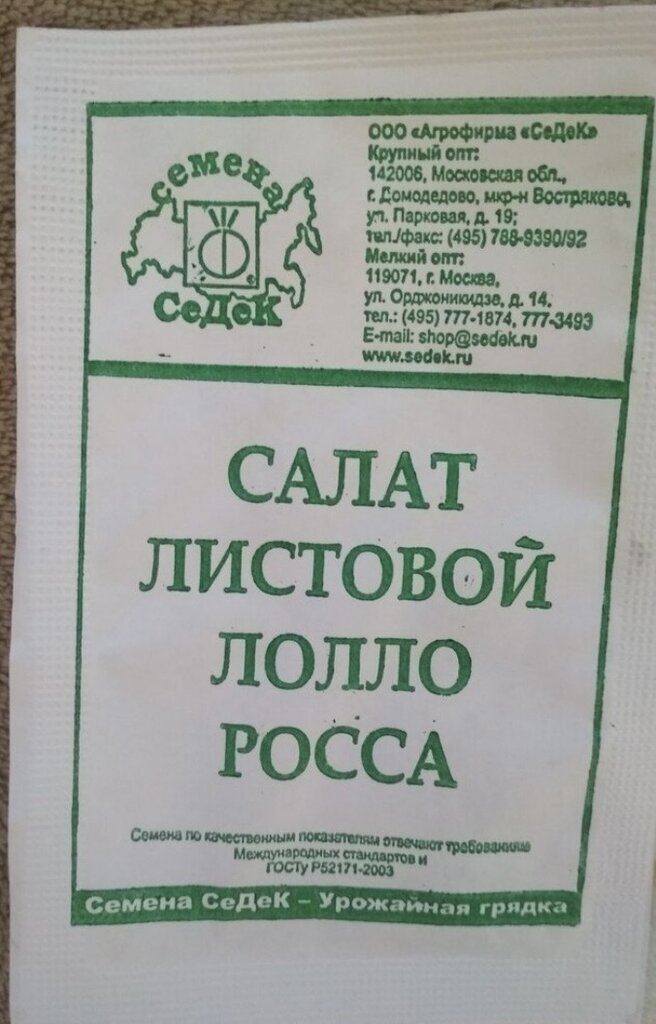 семена
СеДеК
ООО «Агрофирма «СеДеК»
Крупный опт:
142006, Московская обл.,
г. Домодедово, мкр-н Востряково,
ул. Парковая, д. 19;
тел./факс: (495) 788-9390/92
Мелкий опт:
119071, г. Москва,
ул. Орджоникидзе, д. 14,
тел.: (495) 777-1874, 777-3493
E-mail: shop@sedek.ru
www.sedek.ru
САЛАТ
ЛИСТОВОЙ
ЛОЛЛО
РОССА
Семена по качественным показателям отвечают требованиям
Международных стандартов и
ГОСТу Р52171-2003
Семена СеДеК – Урожайная грядка